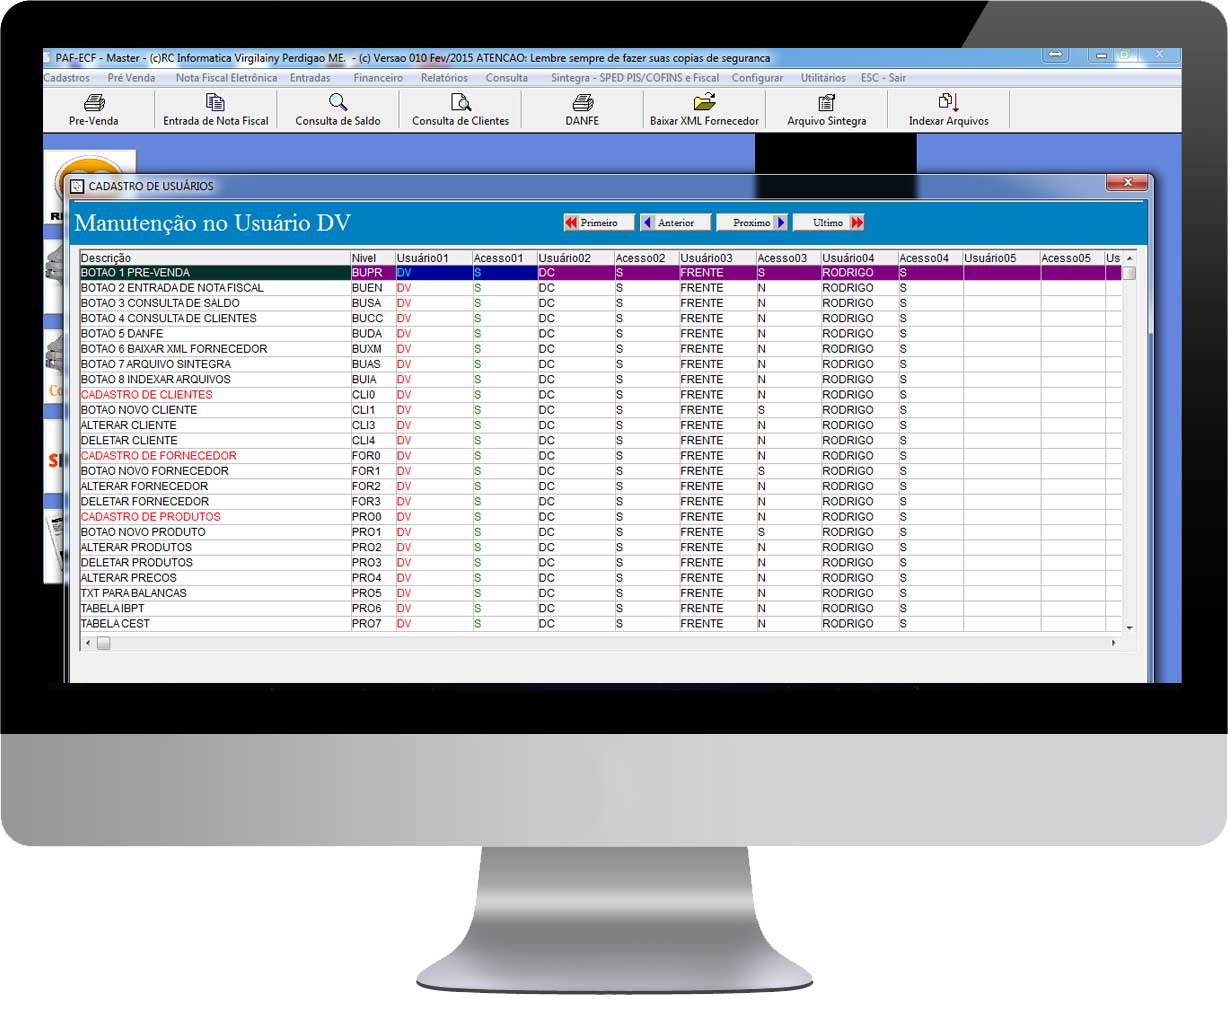 PAF-ECF - Master - (c)RC Informatica Virgilainy Perdigao ME. - (c) Versao 010 Fev/2015 ATENCAO: Lembre sempre de fazer suas copias de seguranca
Cadastros Pré Venda Nota Fiscal Eletrônica Entradas Financeiro Relatórios Consulta Sintegra - SPED PIS/COFINS e Fiscal Configurar Utilitários ESC - Sair
Pre-Venda Entrada de Nota Fiscal Consulta de Saldo Consulta de Clientes DANFE Baixar XML Fornecedor Arquivo Sintegra Indexar Arquivos
CADASTRO DE USUÁRIOS
Manutenção no Usuário DV Primeiro Anterior Proximo Ultimo
Descrição Nivel Usuário01 Acesso01 Usuário02 Acesso02 Usuário03 Acesso03 Usuário04 Acesso04 Usuário05 Acesso05 Us
BOTAO 1 PRE-VENDA BUPR DV S DC S FRENTE S RODRIGO S
BOTAO 2 ENTRADA DE NOTA FISCAL BUEN DV S DC S FRENTE N RODRIGO S
BOTAO 3 CONSULTA DE SALDO BUSA DV S DC S FRENTE N RODRIGO S
BOTAO 4 CONSULTA DE CLIENTES BUCC DV S DC S FRENTE N RODRIGO S
BOTAO 5 DANFE BUDA DV S DC S FRENTE N RODRIGO S
BOTAO 6 BAIXAR XML FORNECEDOR BUXM DV S DC S FRENTE N RODRIGO S
BOTAO 7 ARQUIVO SINTEGRA BUAS DV S DC S FRENTE N RODRIGO S
BOTAO 8 INDEXAR ARQUIVOS BUIA DV S DC S FRENTE N RODRIGO S
CADASTRO DE CLIENTES CLI0 DV S DC S FRENTE N RODRIGO S
BOTAO NOVO CLIENTE CLI1 DV S DC S FRENTE S RODRIGO S
ALTERAR CLIENTE CLI3 DV S DC S FRENTE N RODRIGO S
DELETAR CLIENTE CLI4 DV S DC S FRENTE N RODRIGO S
CADASTRO DE FORNECEDOR FOR0 DV S DC S FRENTE N RODRIGO S
BOTAO NOVO FORNECEDOR FOR1 DV S DC S FRENTE S RODRIGO S
ALTERAR FORNECEDOR FOR2 DV S DC S FRENTE N RODRIGO S
DELETAR FORNECEDOR FOR3 DV S DC S FRENTE N RODRIGO S
CADASTRO DE PRODUTOS PRO0 DV S DC S FRENTE N RODRIGO S
BOTAO NOVO PRODUTO PRO1 DV S DC S FRENTE S RODRIGO S
ALTERAR PRODUTOS PRO2 DV S DC S FRENTE N RODRIGO S
DELETAR PRODUTOS PRO3 DV S DC S FRENTE N RODRIGO S
ALTERAR PRECOS PRO4 DV S DC S FRENTE N RODRIGO S
TXT PARA BALANCAS PRO5 DV S DC S FRENTE N RODRIGO S
TABELA IBPT PRO6 DV S DC S FRENTE N RODRIGO S
TABELA CEST PRO7 DV S DC S FRENTE N RODRIGO S